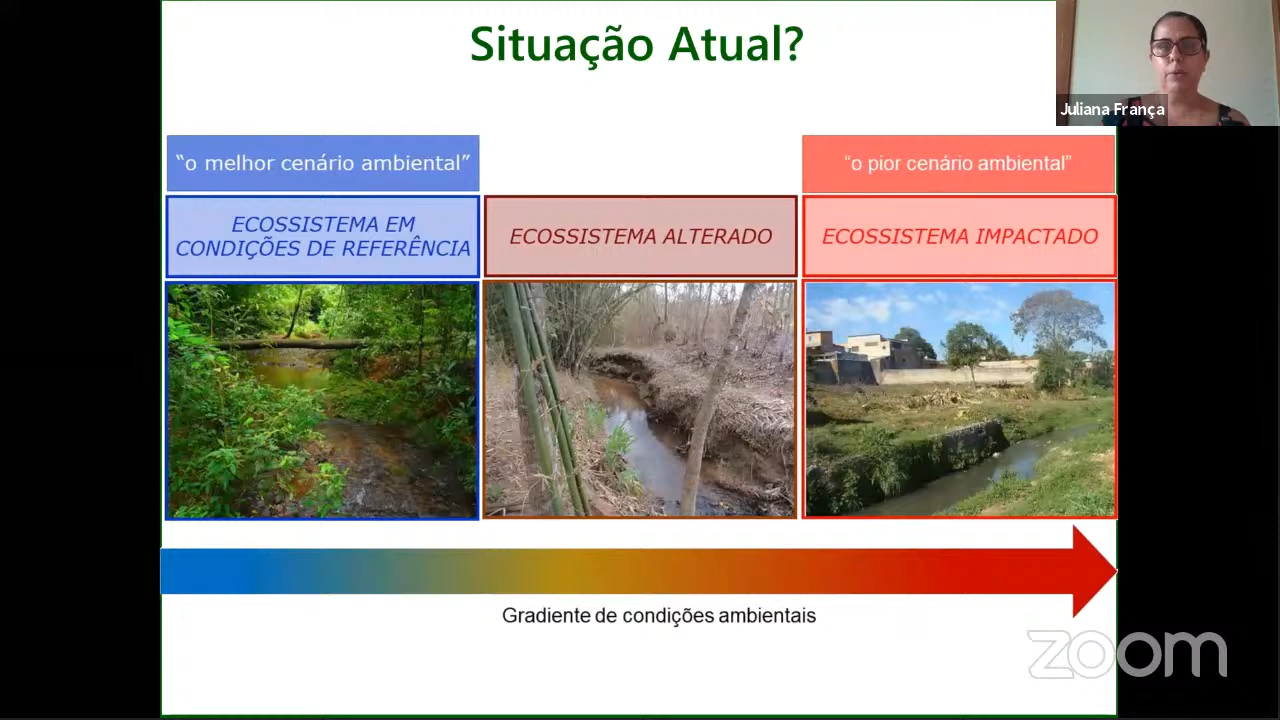 Situação Atual?
Juliana França
“o melhor cenário ambiental”
“o pior cenário ambiental”
ECOSSISTEMA EM
CONDIÇÕES DE REFERÊNCIA
ECOSSISTEMA ALTERADO
ECOSSISTEMA IMPACTADO
Gradiente de condições ambientais
zoom